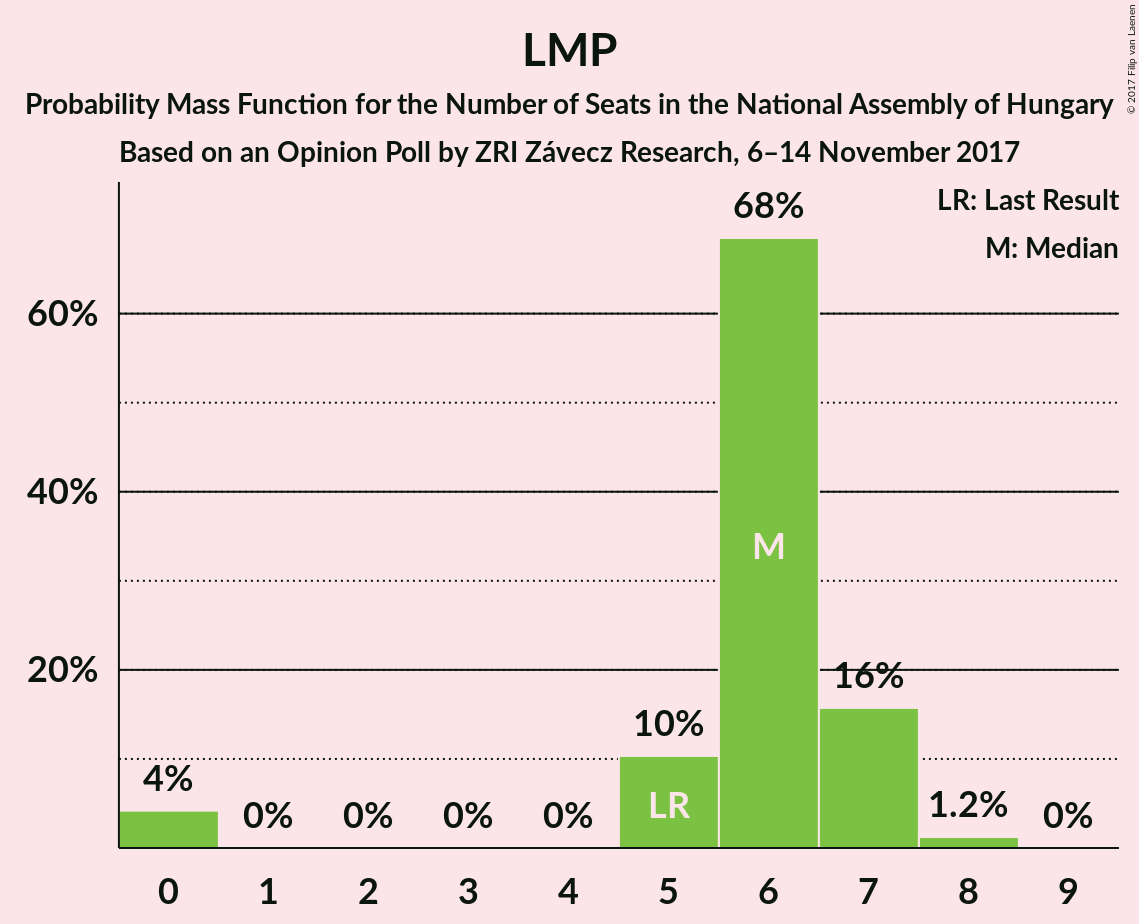 LMP
Probability Mass Function for the Number of Seats in the National Assembly of Hungary
Based on an Opinion Poll by ZRI Závecz Research, 6–14 November 2017
© 2017 Filip van Laenen
LR: Last Result
M: Median
68%
60%
40%
M
20%
16%
10%
4%
LR
1.2%
0%
0%
0%
0%
0%
0 1 2 3 4 5 6 7 8 9